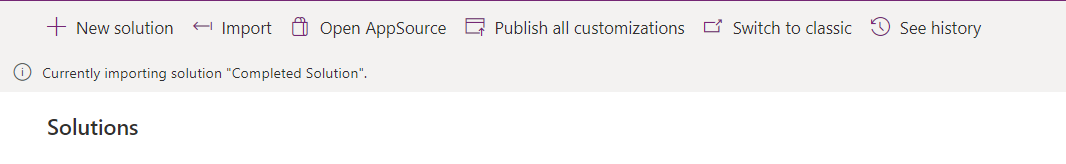 New solution Import Open AppSource Publish all customizations Switch to classic See history
Currently importing solution "Completed Solution".
Solutions